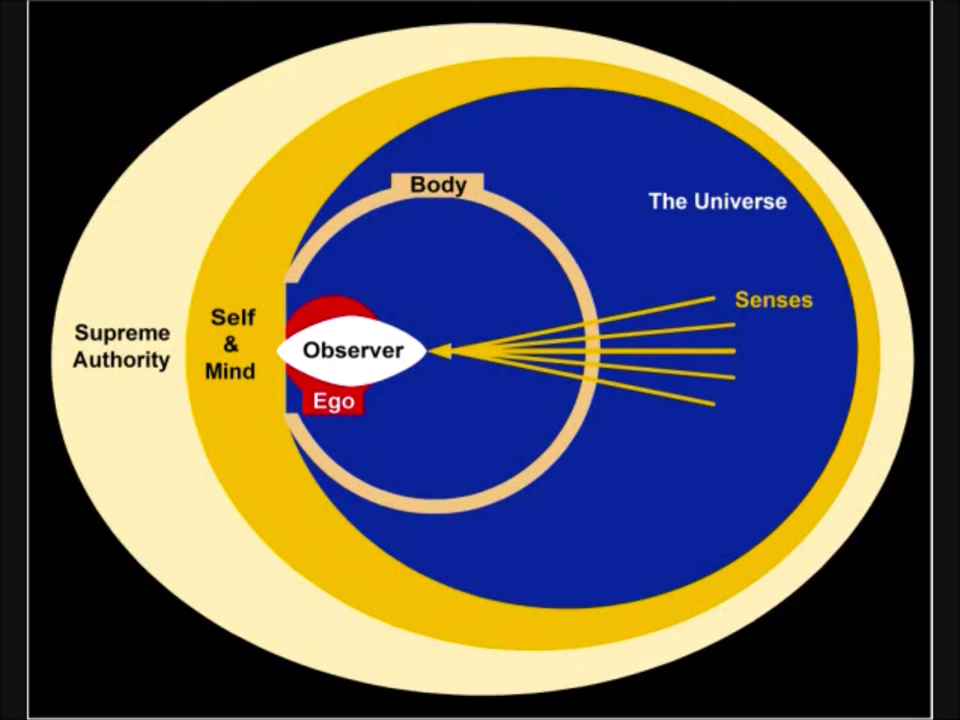 Body
The Universe
Senses
Supreme
Authority
Self
&
Mind
Observer
Ego